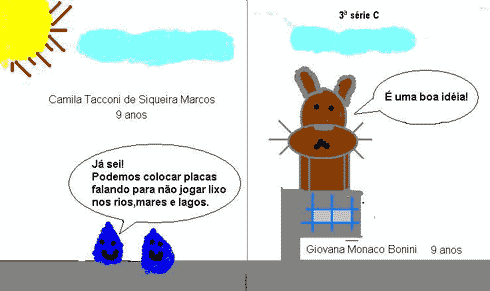 Camila Tacconi de Siqueira Marcos
9 anos
Já sei!
Podemos colocar placas
falando para não jogar lixo
nos rios,mares e lagos.
3ª série C
É uma boa idéia!
Giovana Monaco Bonini 9 anos